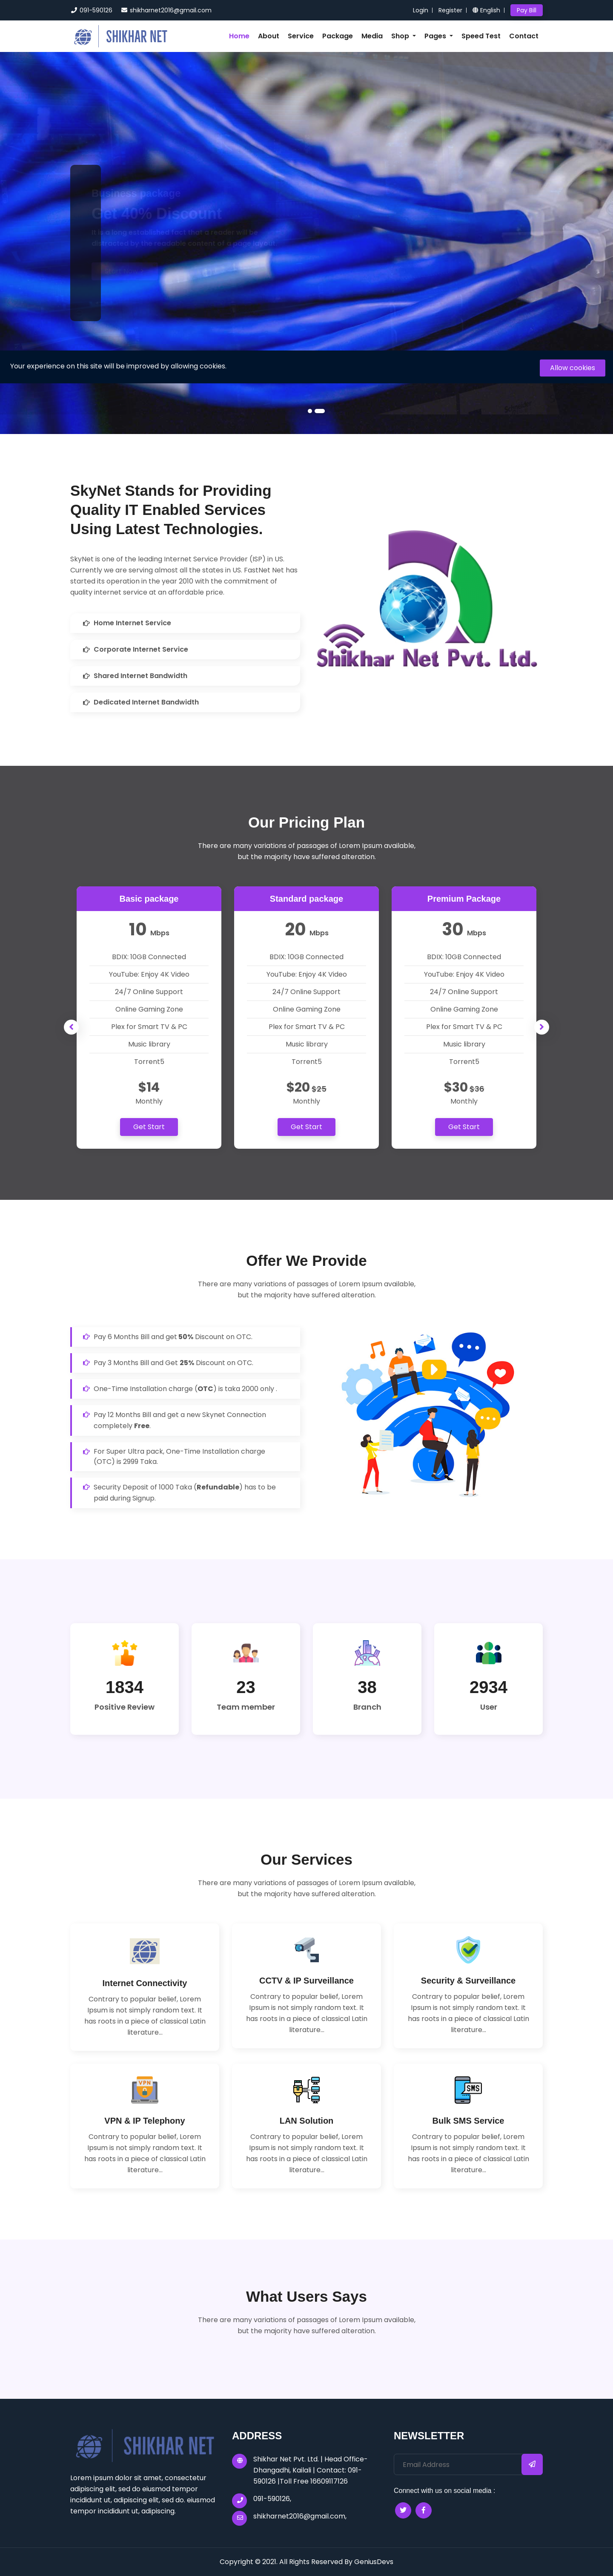 091-590126
shikharnet2016@gmail.com
Login
Register
English
Pay Bill
SHIKHAR NET
Home
About
Service
Package
Media
Shop
Pages
Speed Test
Contact
Business package
Get 40% Discount
Your experience on this site will be improved by allowing cookies.
Allow cookies
SkyNet Stands for Providing
Quality IT Enabled Services
Using Latest Technologies.
SkyNet is one of the leading Internet Service Provider (ISP) in US.
Currently we are serving almost all the states in US. FastNet Net has
started its operation in the year 2010 with the commitment of
quality internet service at an affordable price.
Home Internet Service
Corporate Internet Service
Shared Internet Bandwidth
Dedicated Internet Bandwidth
Shikhar Net Pvt. Ltd.
Our Pricing Plan
There are many variations of passages of Lorem Ipsum available,
but the majority have suffered alteration.
Basic package
10 Mbps
BDIX: 10GB Connected
YouTube: Enjoy 4K Video
24/7 Online Support
Online Gaming Zone
Plex for Smart TV & PC
Music library
Torrent5
$14
Monthly
Get Start
Standard package
20 Mbps
BDIX: 10GB Connected
YouTube: Enjoy 4K Video
24/7 Online Support
Online Gaming Zone
Plex for Smart TV & PC
Music library
Torrent5
$20 $25
Monthly
Get Start
Premium Package
30 Mbps
BDIX: 10GB Connected
YouTube: Enjoy 4K Video
24/7 Online Support
Online Gaming Zone
Plex for Smart TV & PC
Music library
Torrent5
$30 $36
Monthly
Get Start
Offer We Provide
There are many variations of passages of Lorem Ipsum available,
but the majority have suffered alteration.
Pay 6 Months Bill and get 50% Discount on OTC.
Pay 3 Months Bill and Get 25% Discount on OTC.
One-Time Installation charge (OTC) is taka 2000 only .
Pay 12 Months Bill and get a new Skynet Connection
completely Free.
For Super Ultra pack, One-Time Installation charge
(OTC) is 2999 Taka.
Security Deposit of 1000 Taka (Refundable) has to be
paid during Signup.
1834
Positive Review
23
Team member
38
Branch
2934
User
Our Services
There are many variations of passages of Lorem Ipsum available,
but the majority have suffered alteration.
Internet Connectivity
Contrary to popular belief, Lorem
Ipsum is not simply random text. It
has roots in a piece of classical Latin
literature...
CCTV & IP Surveillance
Contrary to popular belief, Lorem
Ipsum is not simply random text. It
has roots in a piece of classical Latin
literature...
Security & Surveillance
Contrary to popular belief, Lorem
Ipsum is not simply random text. It
has roots in a piece of classical Latin
literature...
VPN
VPN & IP Telephony
Contrary to popular belief, Lorem
Ipsum is not simply random text. It
has roots in a piece of classical Latin
literature...
LAN Solution
Contrary to popular belief, Lorem
Ipsum is not simply random text. It
has roots in a piece of classical Latin
literature...
SMS
Bulk SMS Service
Contrary to popular belief, Lorem
Ipsum is not simply random text. It
has roots in a piece of classical Latin
literature...
What Users Says
There are many variations of passages of Lorem Ipsum available,
but the majority have suffered alteration.
SHIKHAR NET
Lorem ipsum dolor sit amet, consectetur
adipiscing elit, sed do eiusmod tempor
incididunt ut, adipiscing elit, sed do. eiusmod
tempor incididunt ut, adipiscing.
ADDRESS
Shikhar Net Pvt. Ltd. | Head Office-
Dhangadhi, Kailali | Contact: 091-
590126 |Toll Free 16609117126
091-590126,
shikharnet2016@gmail.com,
NEWSLETTER
Email Address
Connect with us on social media :
Copyright © 2021. All Rights Reserved By GeniusDevs